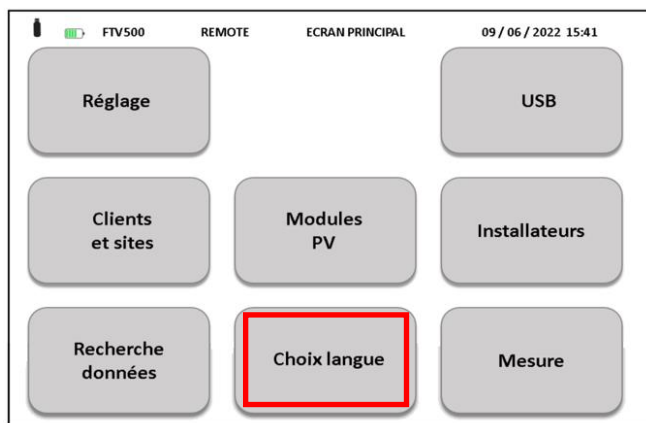 FTV500 REMOTE ECRAN PRINCIPAL 09 / 06 / 2022 15:41
Réglage
USB
Clients
et sites
Modules
PV
Installateurs
Recherche
données
Choix langue
Mesure